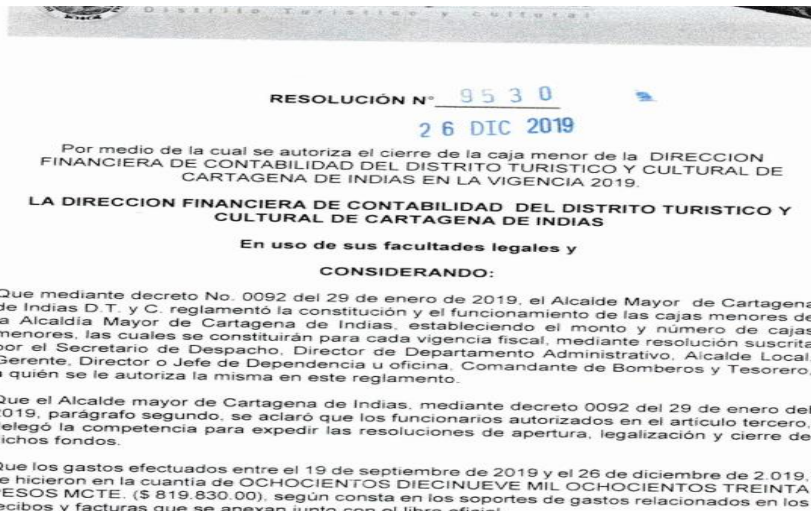 Distrito Turístico y Cultural
RESOLUCIÓN N° 9530
26 DIC 2019
Por medio de la cual se autoriza el cierre de la caja menor de la DIRECCION
FINANCIERA DE CONTABILIDAD DEL DISTRITO TURISTICO Y CULTURAL DE
CARTAGENA DE INDIAS EN LA VIGENCIA 2019.
LA DIRECCION FINANCIERA DE CONTABILIDAD DEL DISTRITO TURISTICO Y
CULTURAL DE CARTAGENA DE INDIAS
En uso de sus facultades legales y
CONSIDERANDO:
Que mediante decreto No. 0092 del 29 de enero de 2019, el Alcalde Mayor de Cartagena
de Indias D.T. y C. reglamentó la constitución y el funcionamiento de las cajas menores de
la Alcaldía Mayor de Cartagena de Indias, estableciendo el monto y número de cajas
menores, las cuales se constituirán para cada vigencia fiscal, mediante resolución suscrita
por el Secretario de Despacho, Director de Departamento Administrativo, Alcalde Local,
Gerente, Director o Jefe de Dependencia u oficina, Comandante de Bomberos y Tesorero,
a quién se le autoriza la misma en este reglamento.
Que el Alcalde mayor de Cartagena de Indias, mediante decreto 0092 del 29 de enero del
2019, parágrafo segundo, se aclaró que los funcionarios autorizados en el artículo tercero,
delegó la competencia para expedir las resoluciones de apertura, legalización y cierre de
dichos fondos.
Que los gastos efectuados entre el 19 de septiembre de 2019 y el 26 de diciembre de 2.019,
se hicieron en la cuantía de OCHOCIENTOS DIECINUEVE MIL OCHOCIENTOS TREINTA
PESOS MCTE. ($ 819.830.00), según consta en los soportes de gastos relacionados en los
recibos y facturas que se anexan junto con el libro oficial